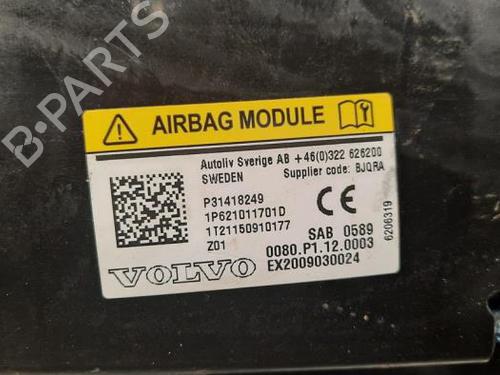 AIRBAG MODULE
Autoliv Sverige AB +46(0)322 626200
SWEDEN Supplier code: BJQRA
P31418249
1P621011701D
1T21150910177
Z01
SAB 0589
0080.P1.12.0003
EX2009030024
VOLVO
CE
6206319
B-PARTS